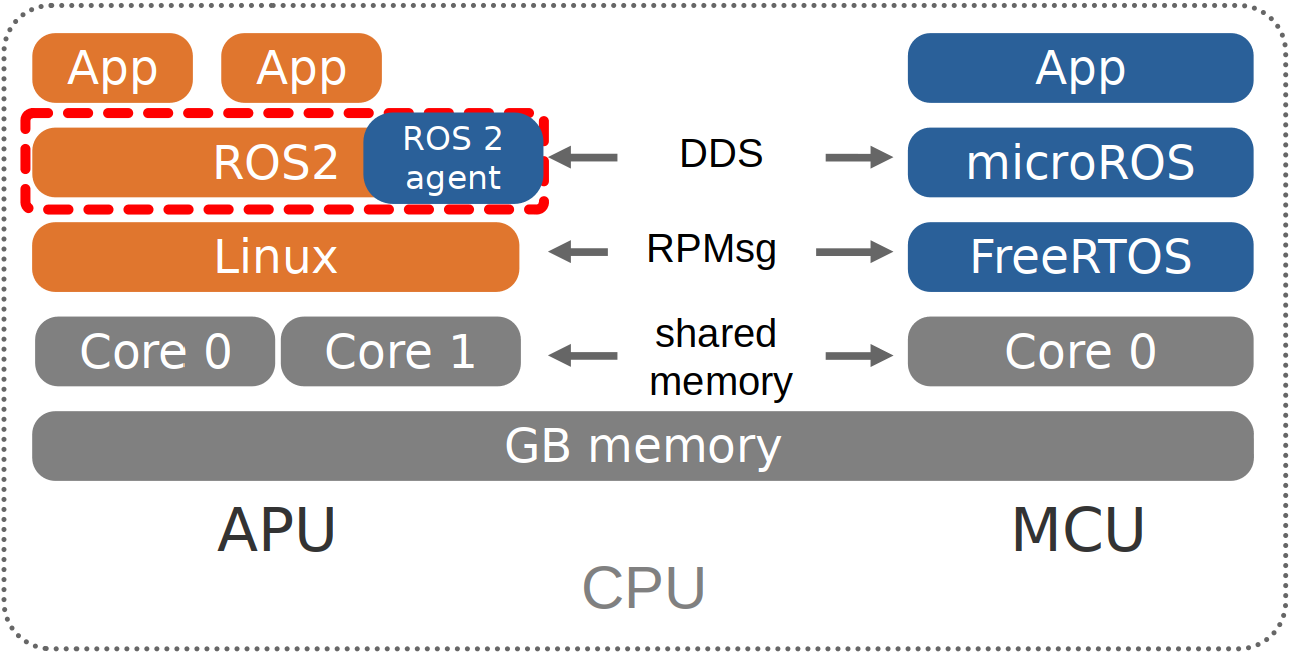 App App App
ROS2 ROS 2
agent DDS microROS
Linux RPMsg FreeRTOS
Core 0 Core 1 shared
memory Core 0
GB memory
APU MCU
CPU